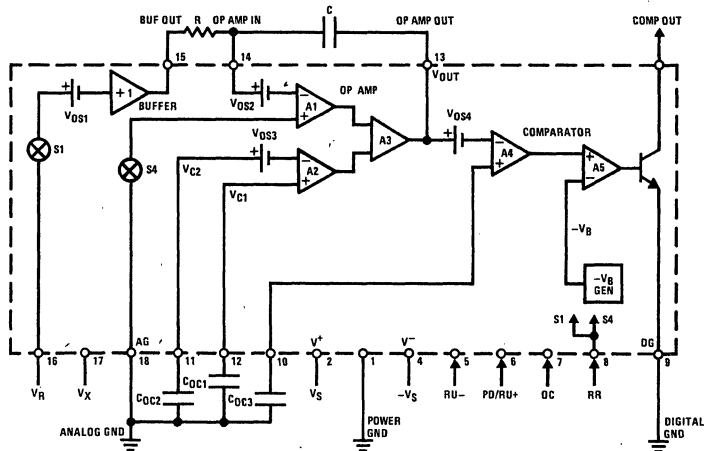 C
BUF OUT R OP AMP IN OP AMP OUT COMP OUT
15 14 13
VOUT
+ +1 BUFFER
VOS1
+ VOS2 - A1 + OP AMP
A3
VOS4 +
COMPARATOR
- A4 +
+ A5 -
S1
S4
VOS3
+
VC2
- A2 +
VC1
-VB
-VB GEN
S1 S4
AG V+ V- DG
16 17 18 11 12 10 2 1 4 5 6 7 8 9
VR VX COC2 COC1 COC3 VS -VS RU- PD/RU+ OC RR
ANALOG GND
POWER GND
DIGITAL GND